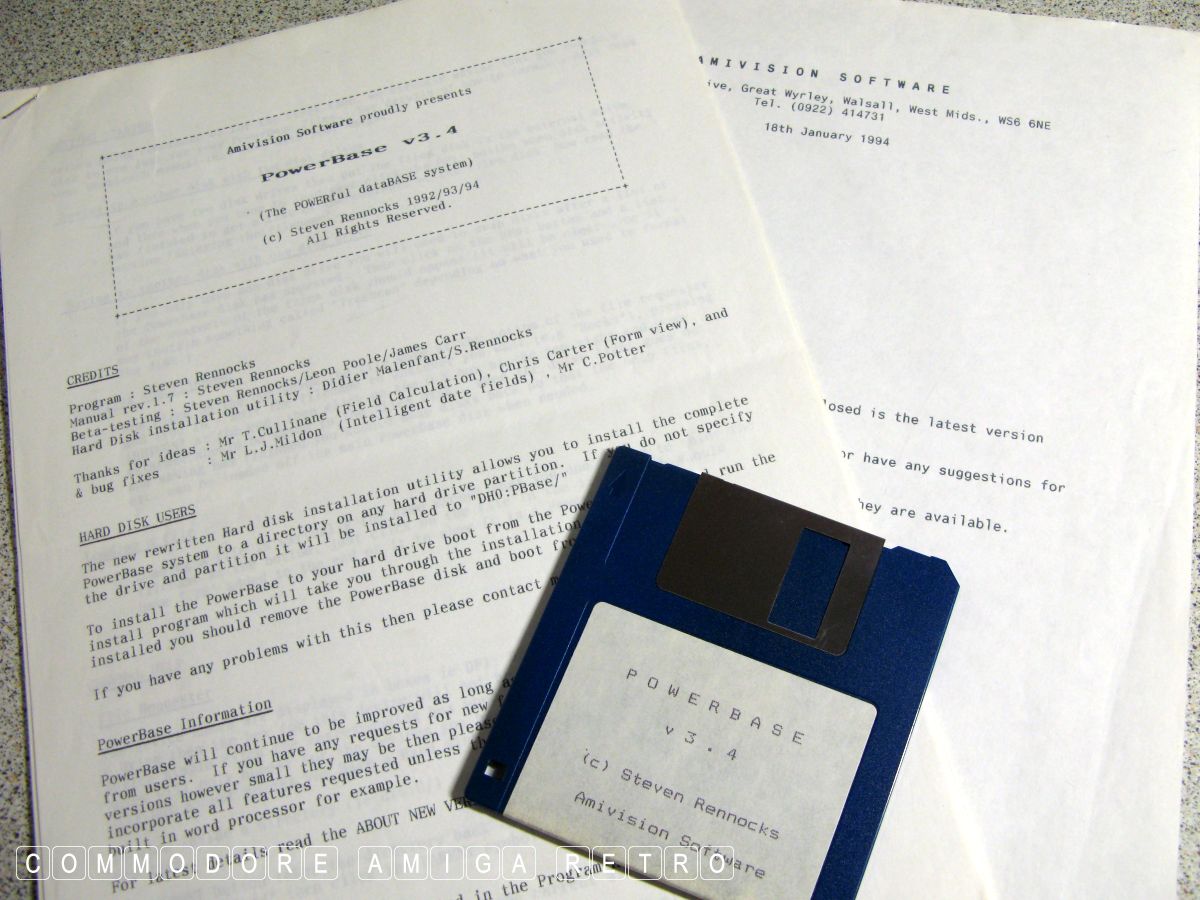 Amivision Software proudly presents
PowerBase v3.4
(The POWERful dataBASE system)
(c) Steven Rennocks 1992/93/94
All Rights Reserved.
CREDITS
Program : Steven Rennocks
Manual rev.1.7 : Steven Rennocks
Beta-testing : Steven Rennocks/Leon Poole/James Carr
Hard Disk installation utility : Didier Malenfant/S.Rennocks
Thanks for ideas : Mr T.Cullinane (Field Calculation), Chris Carter (Form view), and
& bug fixes : Mr L.J.Mildon (Intelligent date fields) , Mr C.Potter
HARD DISK USERS
The new rewritten Hard disk installation utility allows you to install the complete
PowerBase system to a directory on any hard drive partition. If you do not specify
the drive and partition it will be installed to "DH0:PBase/"
To install the PowerBase to your hard drive boot from the run the
install program which will take you through the installation
installed you should remove the PowerBase disk and boot
If you have any problems with this then please contact
PowerBase Information
PowerBase will continue to be improved as long
from users. If you have any requests for new
versions however small they may be then please
incorporate all features requested unless
built in word processor for example.
For latest details read the ABOUT NEW
in the Program
AMIVISION SOFTWARE
Great Wyrley, Walsall, West Mids., WS6 6NE
Tel. (0922) 414731
18th January 1994
is the latest version
or have any suggestions for
they are available.
POWERBASE
v3.4
(c) Steven Rennocks
Amivision Software
COMMODORE AMIGA RETRO